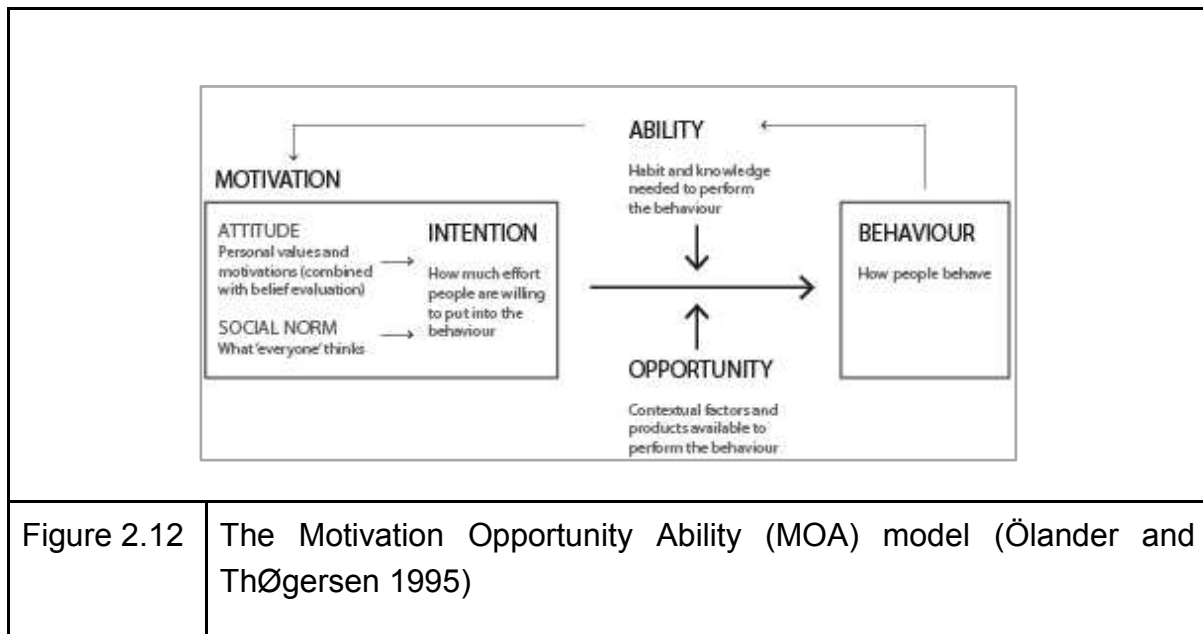 ABILITY
Habit and knowledge
needed to perform
the behaviour
MOTIVATION
ATTITUDE
Personal values and
motivations (combined
with belief evaluation)
SOCIAL NORM
What 'everyone' thinks
INTENTION
How much effort
people are willing
to put into the
behaviour
BEHAVIOUR
How people behave
OPPORTUNITY
Contextual factors and
products available to
perform the behaviour
Figure 2.12
The Motivation Opportunity Ability (MOA) model (Ölander and
ThØgersen 1995)